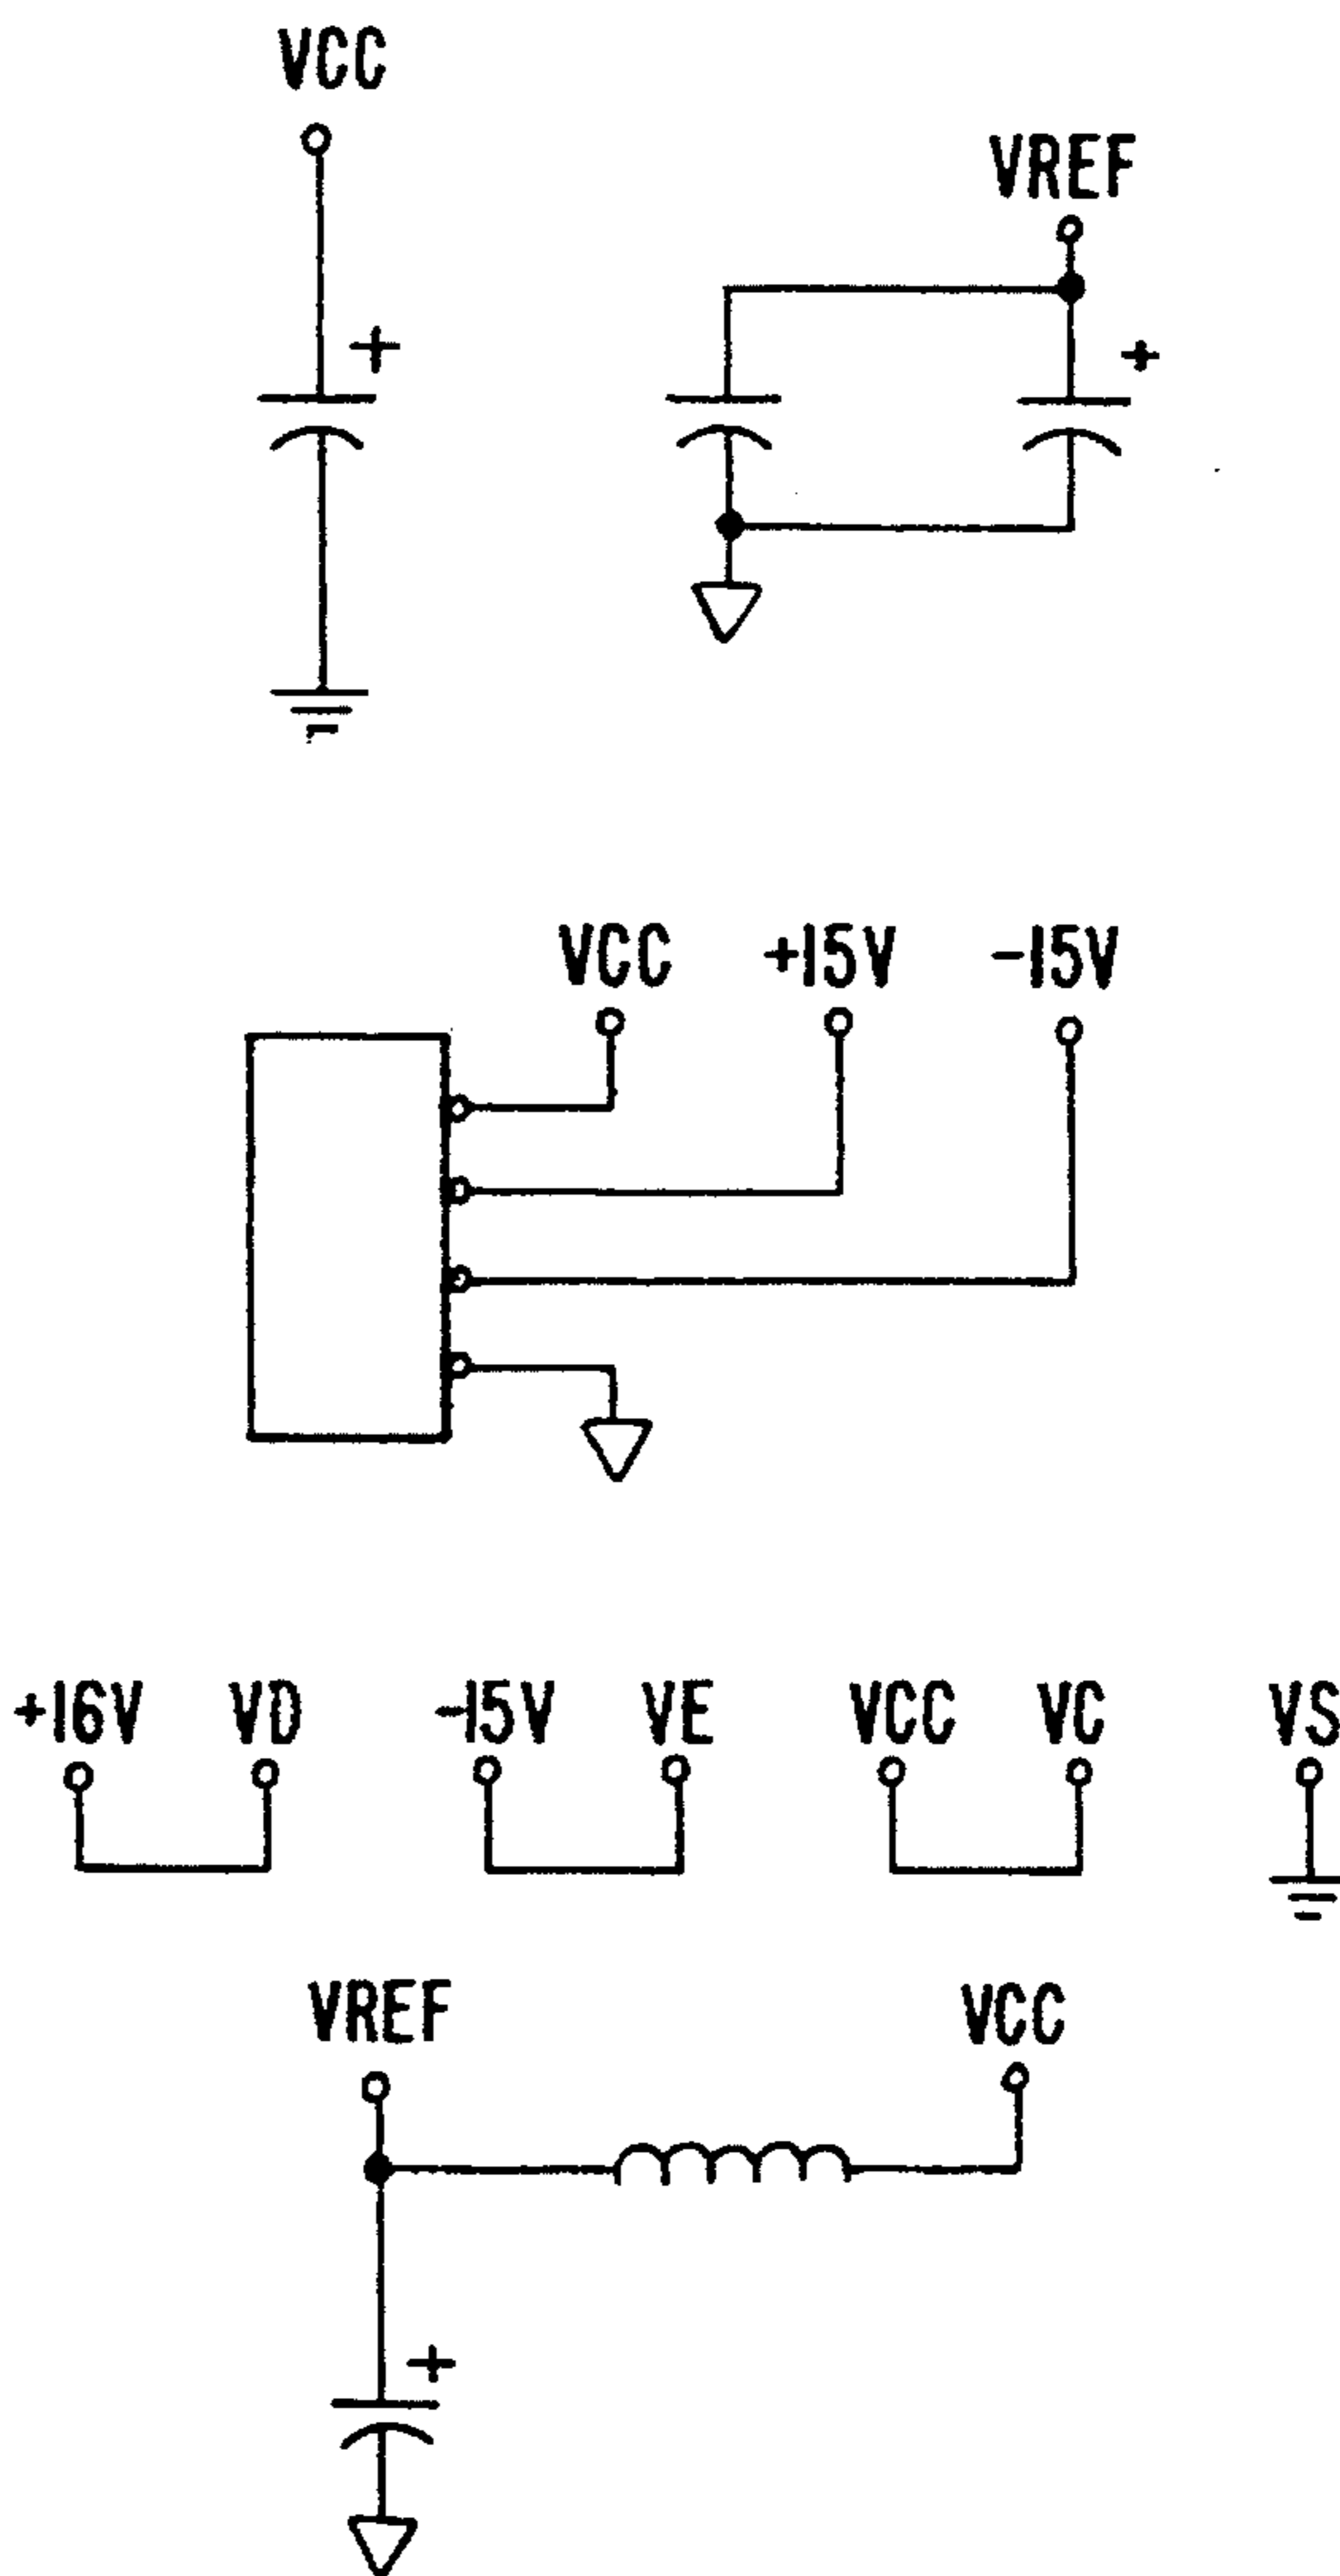 VCC
VREF
+
+
VCC +15V -15V
+16V VD -15V VE VCC VC VS
VREF VCC
+